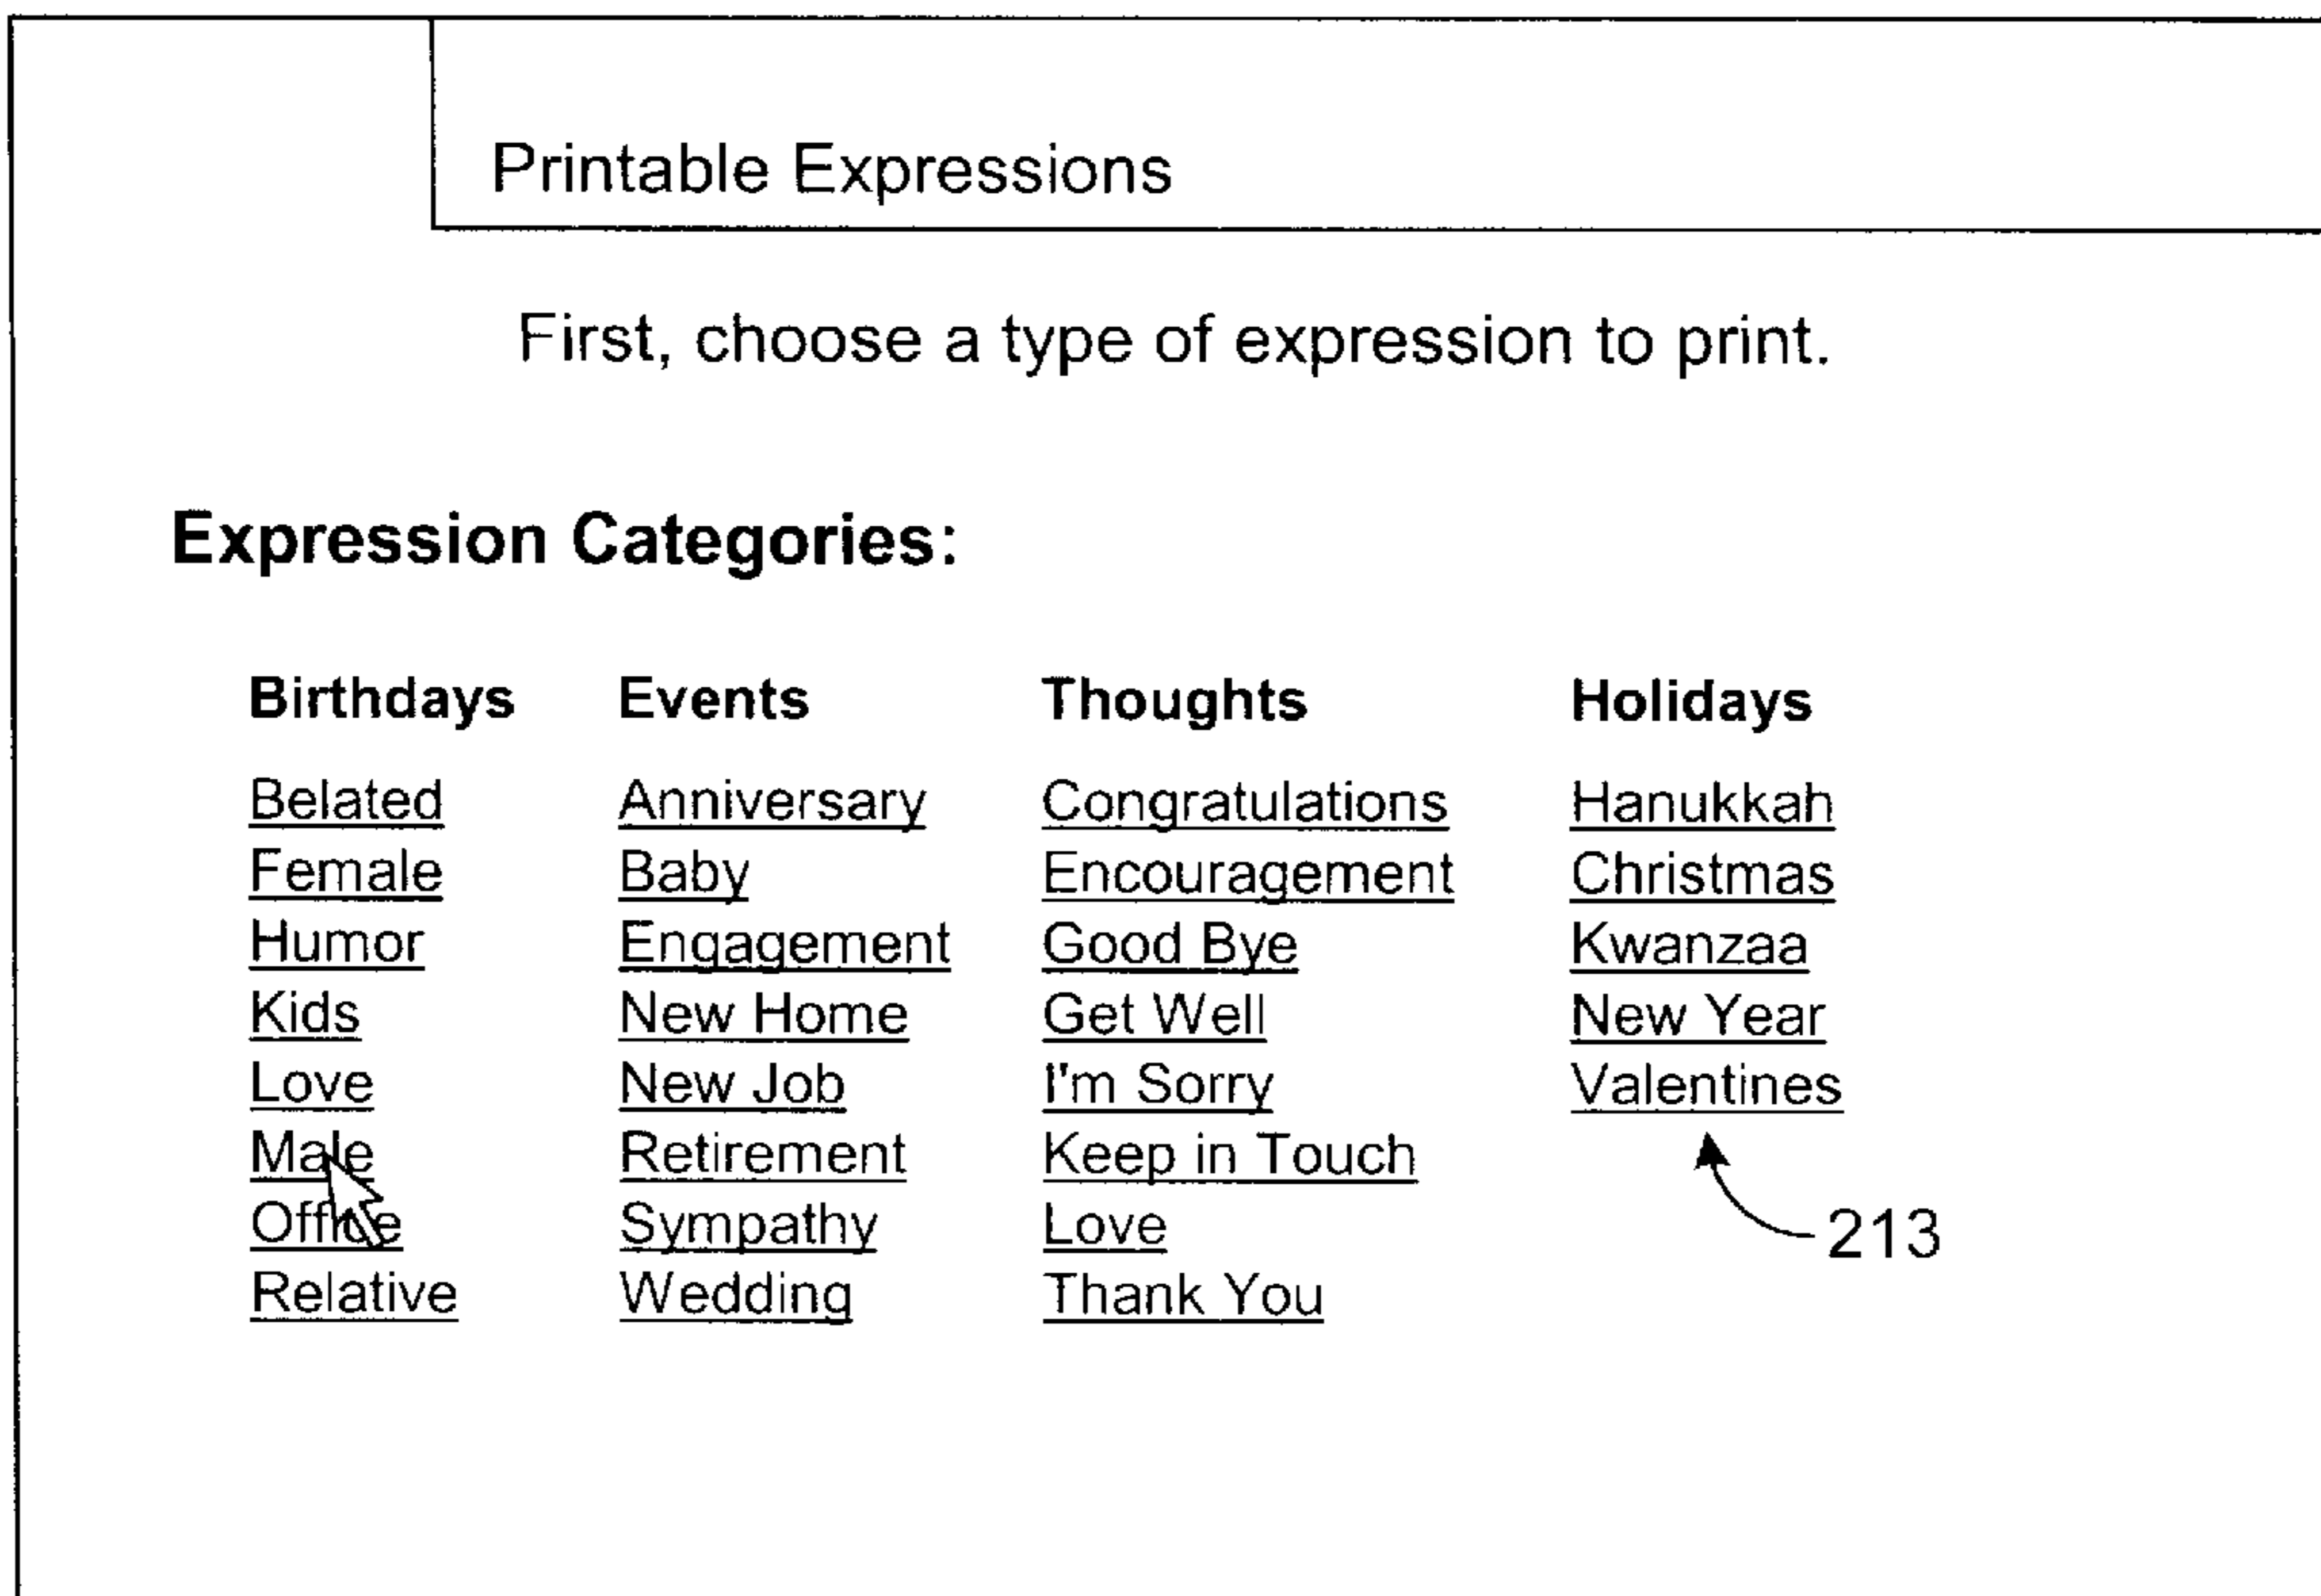 Printable Expressions
First, choose a type of expression to print.
Expression Categories:
Birthdays Events Thoughts Holidays
Belated Anniversary Congratulations Hanukkah
Female Baby Encouragement Christmas
Humor Engagement Good Bye Kwanzaa
Kids New Home Get Well New Year
Love New Job I'm Sorry Valentines
Male Retirement Keep in Touch
Office Sympathy Love 213
Relative Wedding Thank You